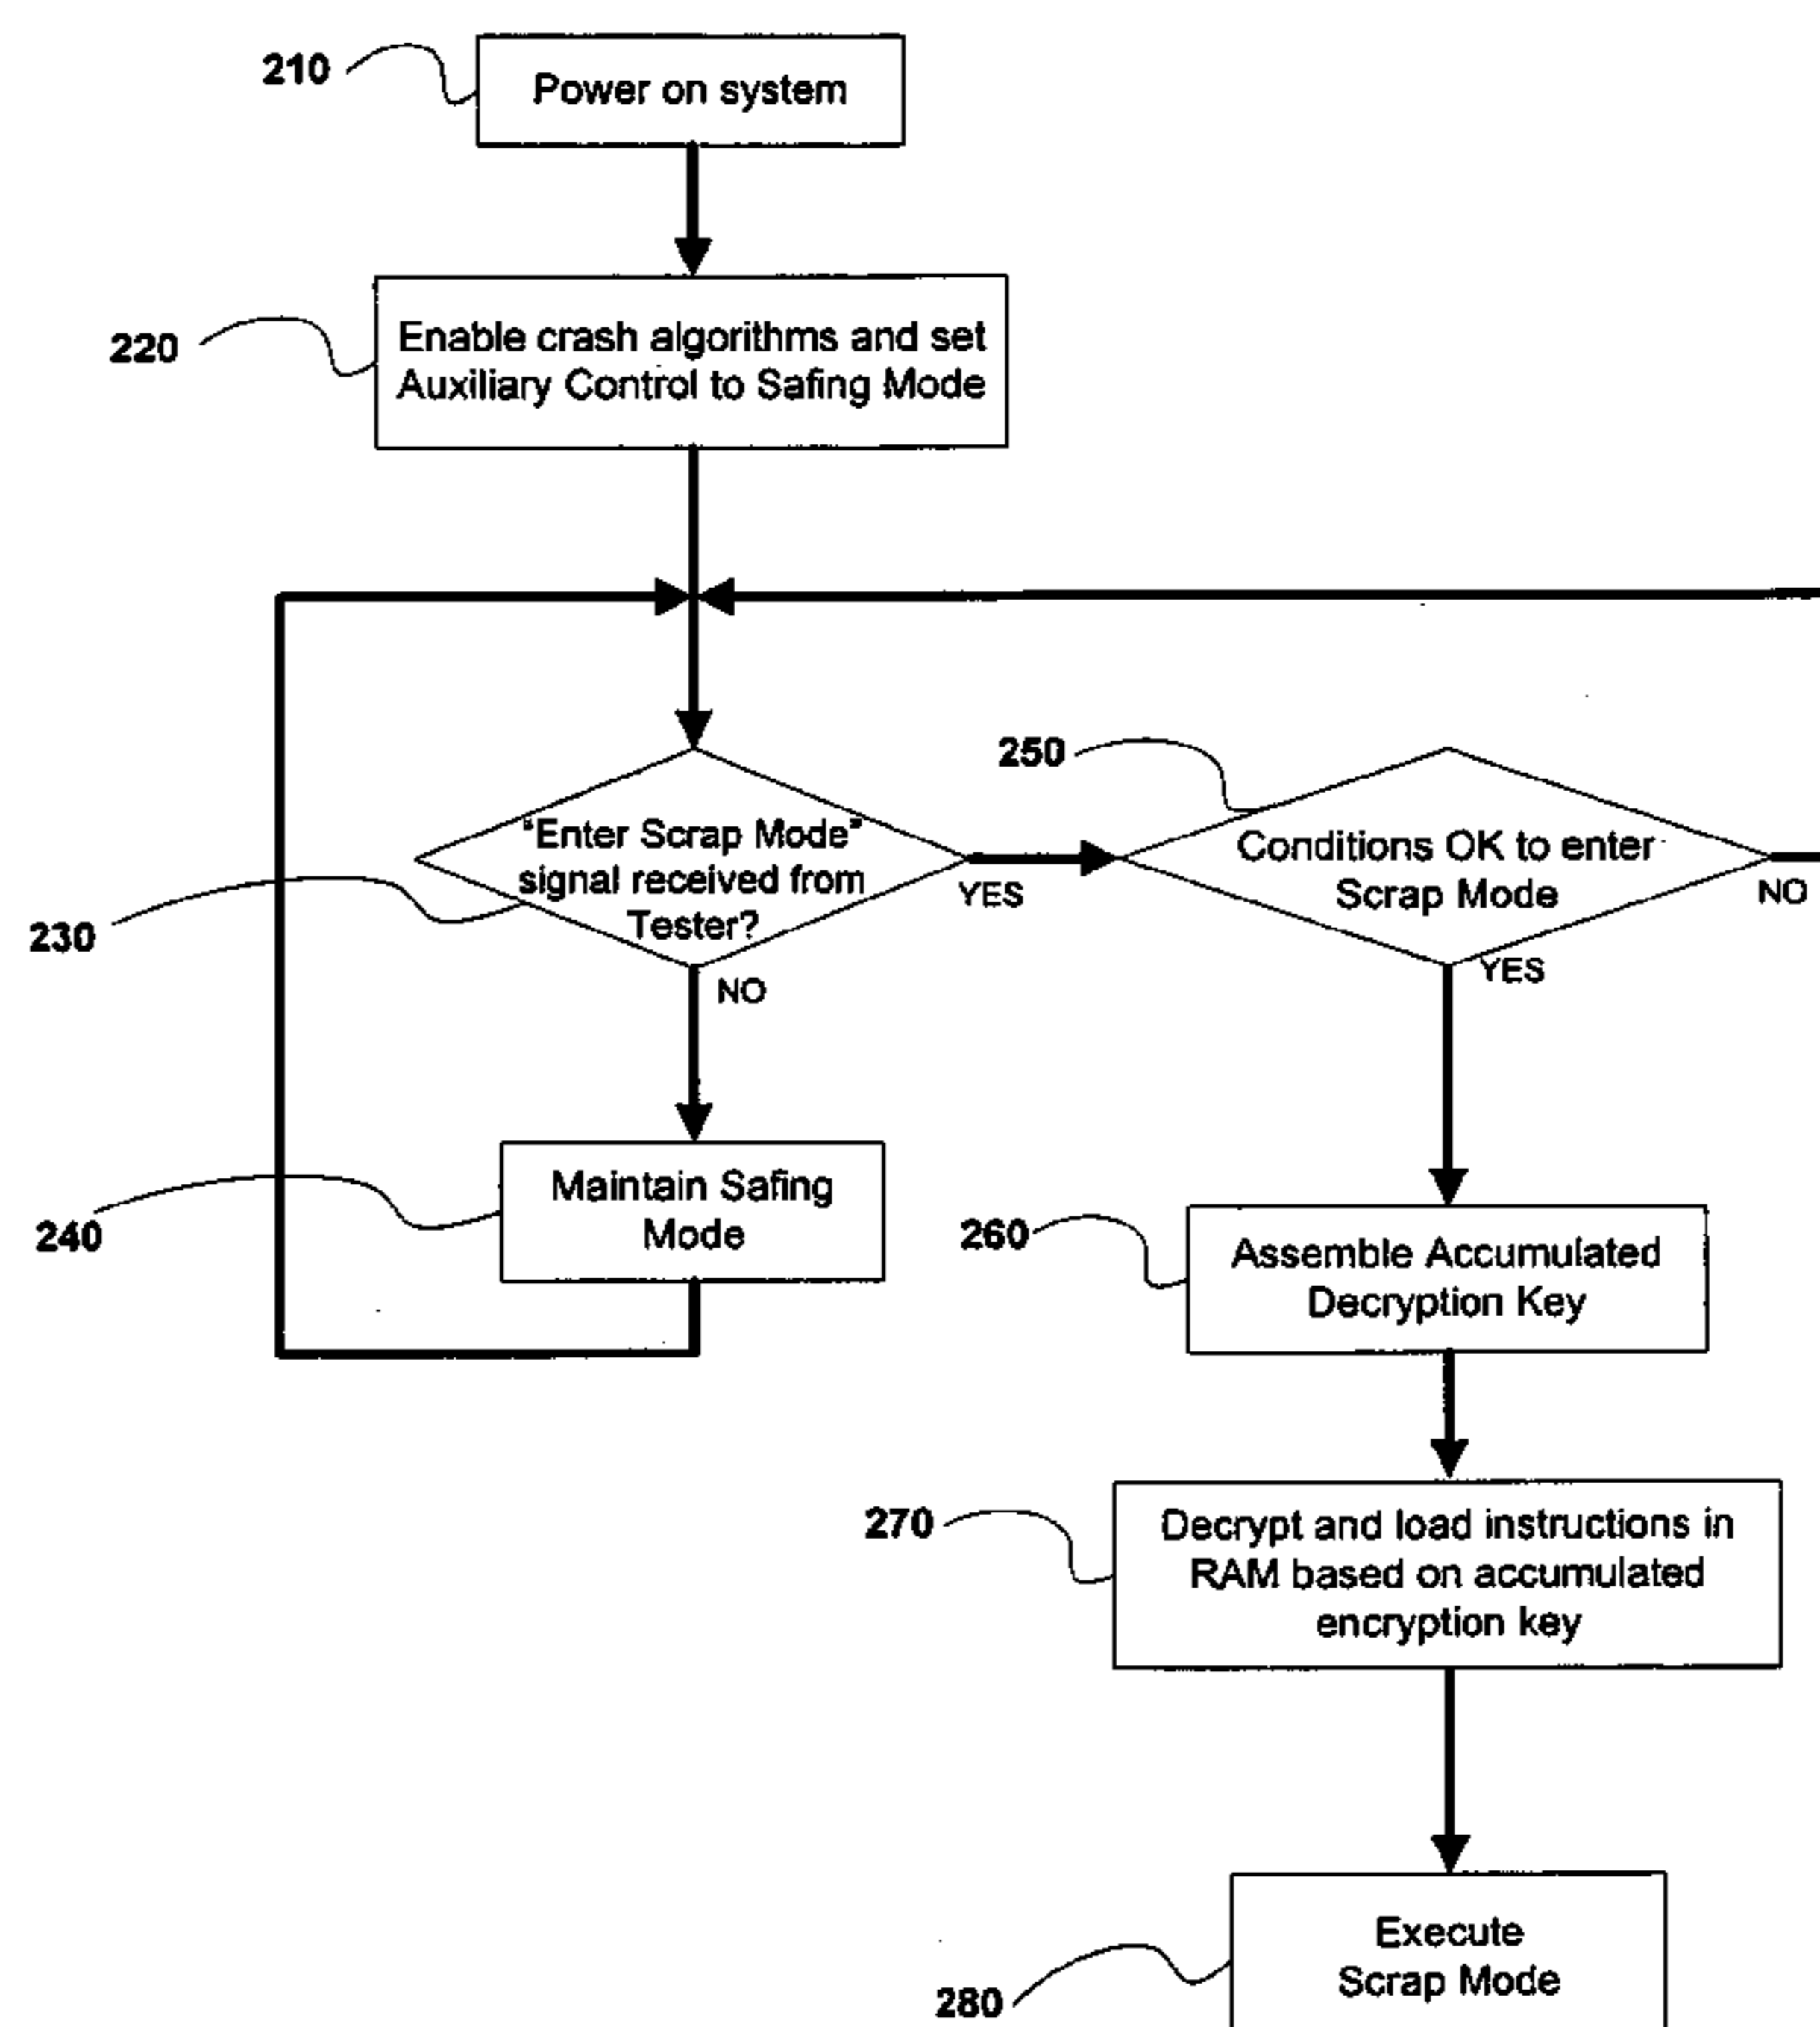 210
Power on system
220
Enable crash algorithms and set
Auxiliary Control to Safing Mode
230
"Enter Scrap Mode"
signal received from
Tester?
YES
NO
250
Conditions OK to enter
Scrap Mode
NO
YES
240
Maintain Safing
Mode
260
Assemble Accumulated
Decryption Key
270
Decrypt and load instructions in
RAM based on accumulated
encryption key
280
Execute
Scrap Mode